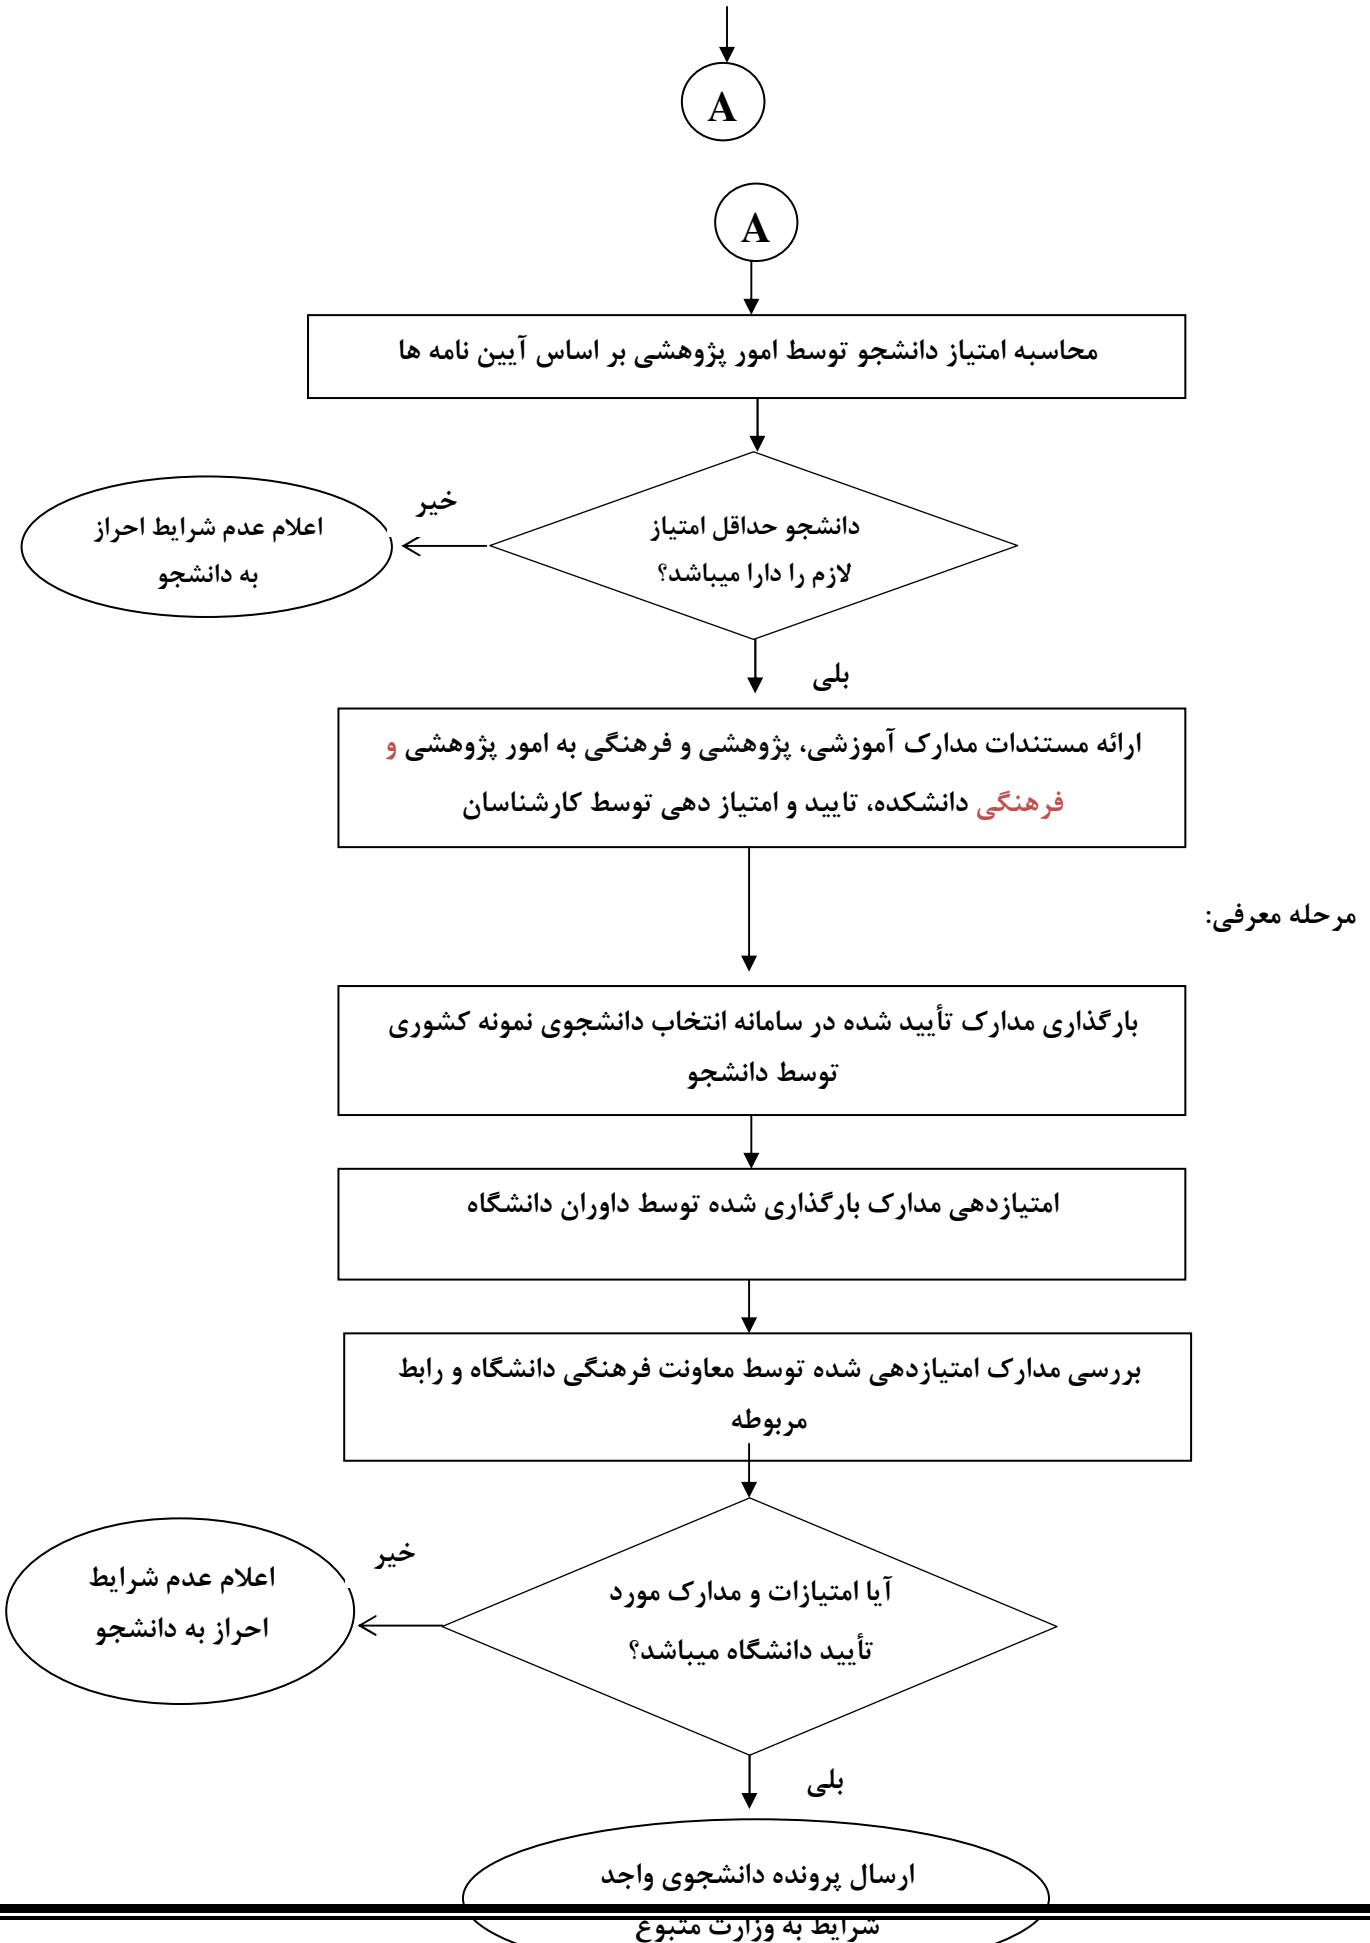 A
A
محاسبه امتیاز دانشجو توسط امور پژوهشی بر اساس آیین نامه ها
خیر
دانشجو حداقل امتیاز
لازم را دارا میباشد؟
اعلام عدم شرایط احراز
به دانشجو
بلی
ارائه مستندات مدارک آموزشی، پژوهشی و فرهنگی به امور پژوهشی و
فرهنگی دانشکده، تایید و امتیاز دهی توسط کارشناسان
مرحله معرفی:
بارگذاری مدارک تأیید شده در سامانه انتخاب دانشجوی نمونه کشوری
توسط دانشجو
امتیازدهی مدارک بارگذاری شده توسط داوران دانشگاه
بررسی مدارک امتیازدهی شده توسط معاونت فرهنگی دانشگاه و رابط
مربوطه
خیر
آیا امتیازات و مدارک مورد
تأیید دانشگاه میباشد؟
اعلام عدم شرایط
احراز به دانشجو
بلی
ارسال پرونده دانشجوی واجد
شرایط به وزارت متبوع